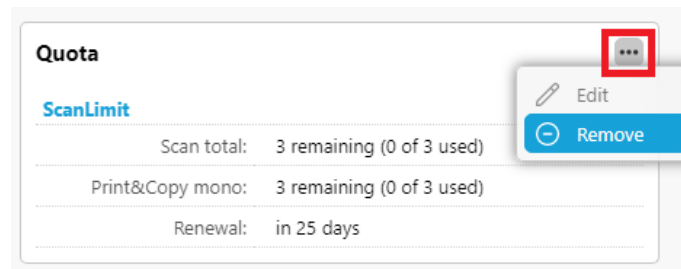 Quota
Edit
ScanLimit
Remove
Scan total: 3 remaining (0 of 3 used)
Print&Copy mono: 3 remaining (0 of 3 used)
Renewal: in 25 days